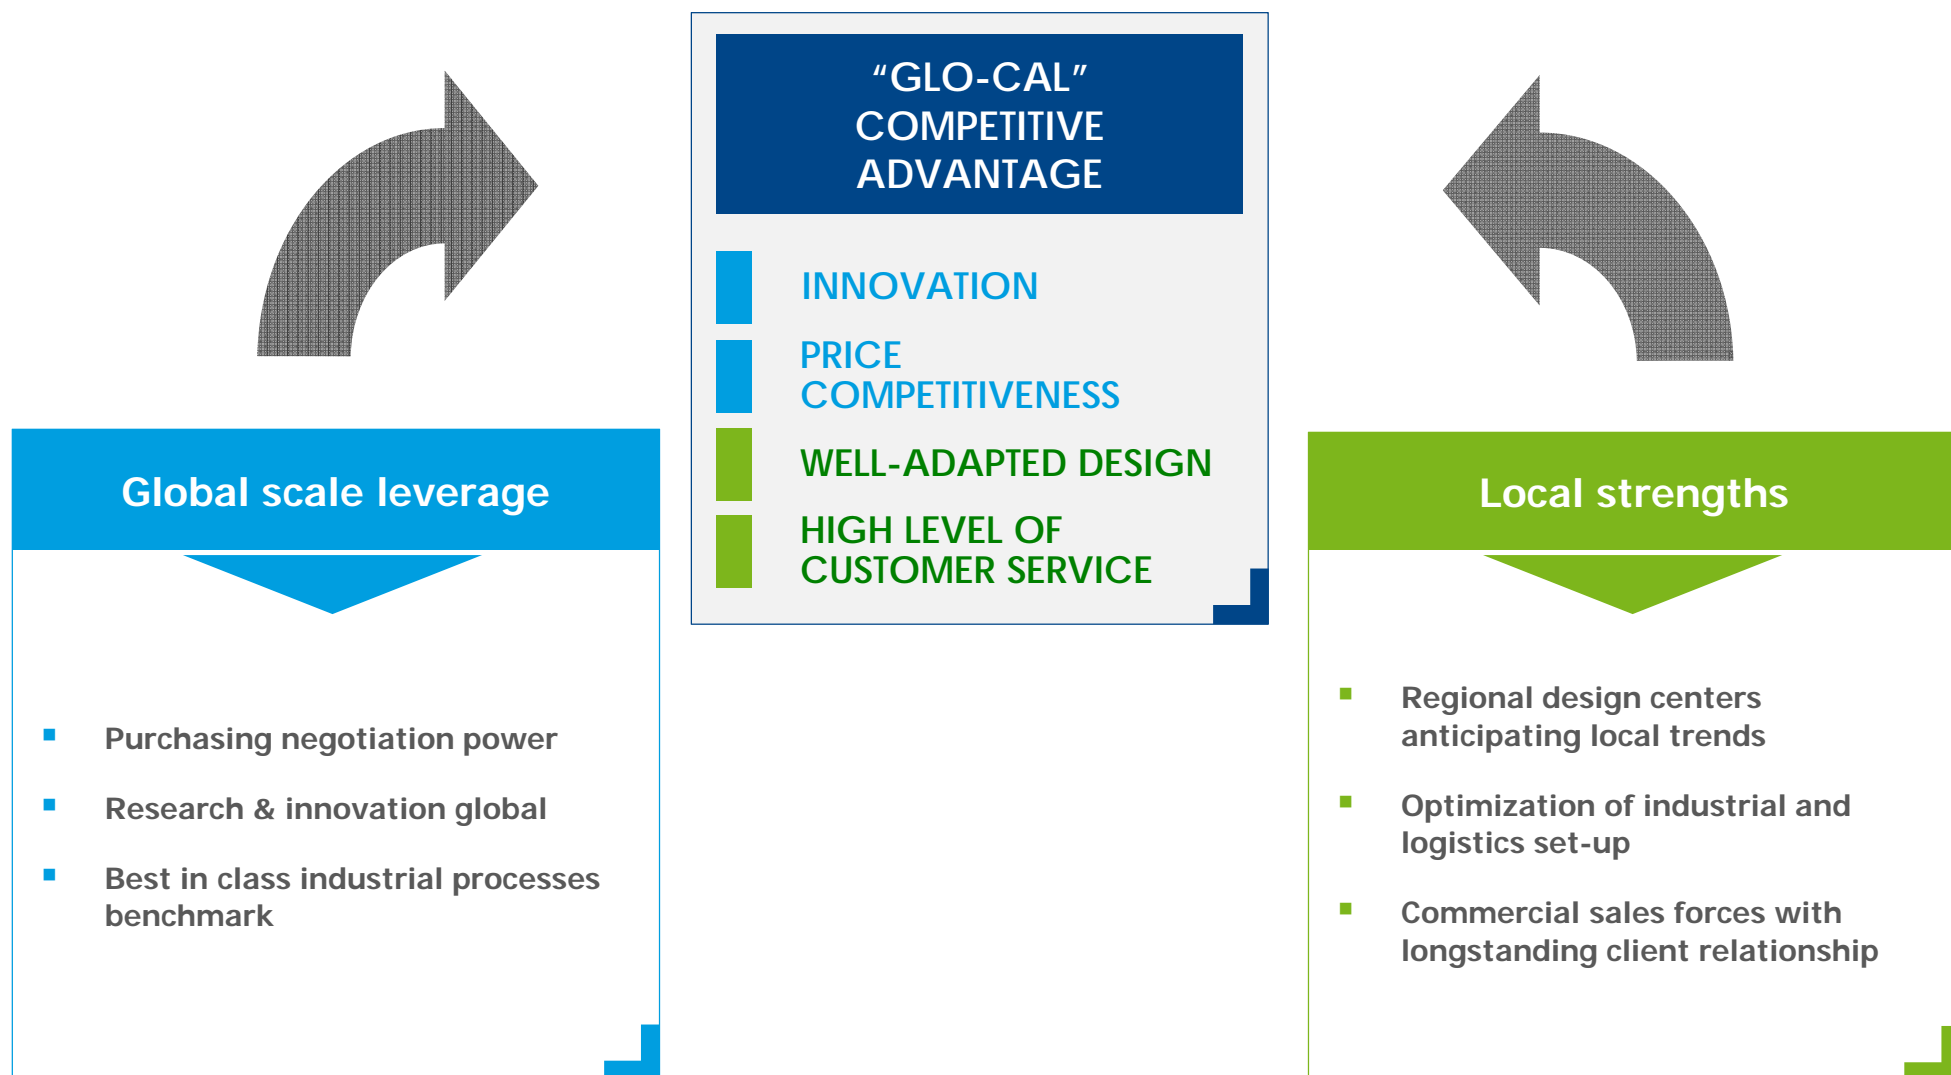 “GLO-CAL”
COMPETITIVE
ADVANTAGE
INNOVATION
PRICE
COMPETITIVENESS
WELL-ADAPTED DESIGN
HIGH LEVEL OF
CUSTOMER SERVICE
Global scale leverage
Purchasing negotiation power
Research & innovation global
Best in class industrial processes
benchmark
Local strengths
Regional design centers
anticipating local trends
Optimization of industrial and
logistics set-up
Commercial sales forces with
longstanding client relationship